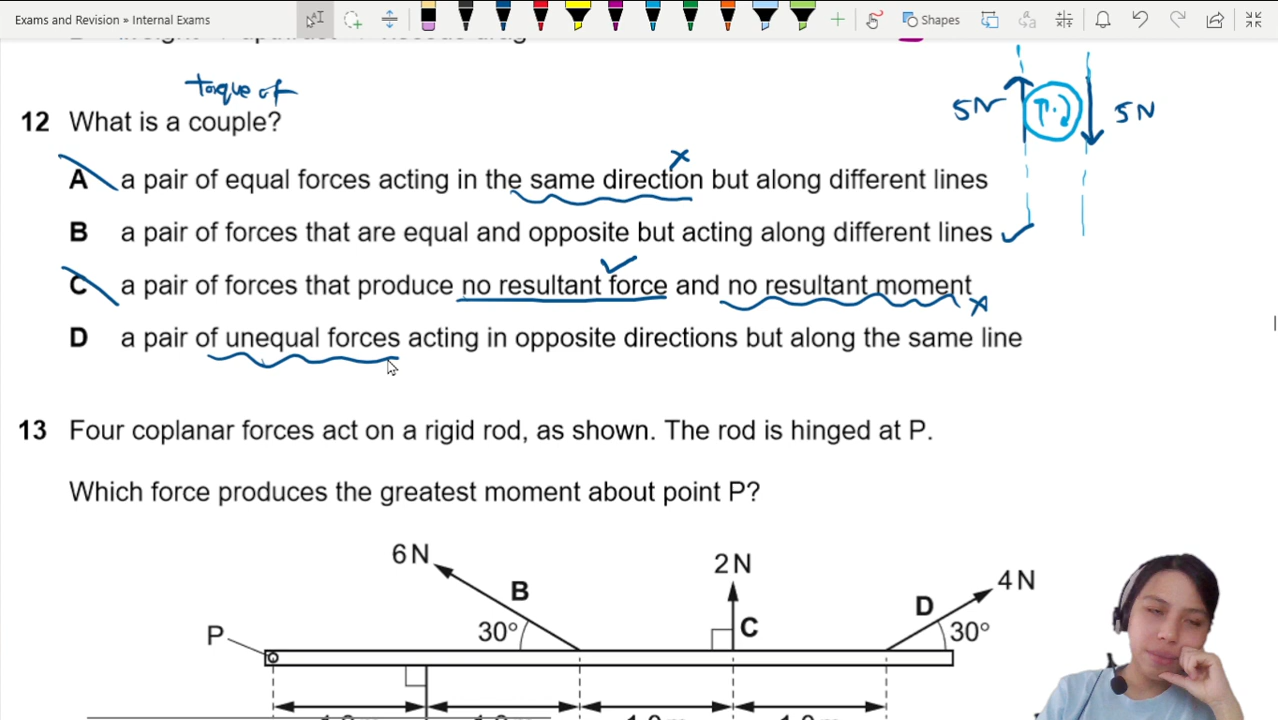 Exams and Revision » Internal Exams
Shapes
torque of
12 What is a couple?
5N
5N
A a pair of equal forces acting in the same direction but along different lines
B a pair of forces that are equal and opposite but acting along different lines
C a pair of forces that produce no resultant force and no resultant moment
D a pair of unequal forces acting in opposite directions but along the same line
13 Four coplanar forces act on a rigid rod, as shown. The rod is hinged at P.
Which force produces the greatest moment about point P?
6N
2N
4N
B
D
P
30°
C
30°